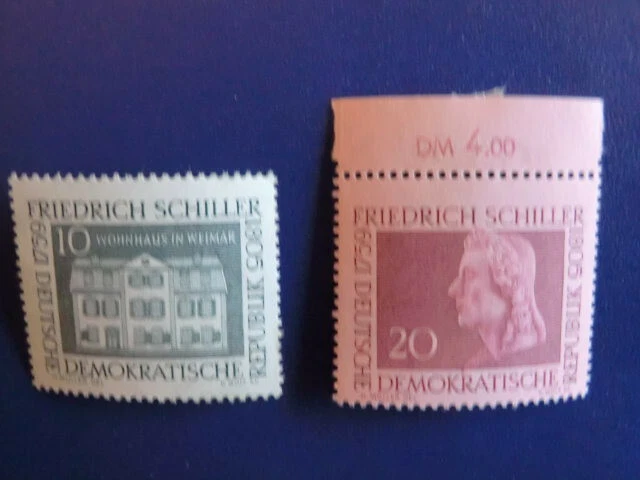 FRIEDRICH SCHILLER
10 WOHNHAUS IN WEIMAR
1759
1805
DEUTSCHE
DEMOKRATISCHE
REPUBLIK
DM 4.00
FRIEDRICH SCHILLER
1759
1805
20
DEUTSCHE
DEMOKRATISCHE
REPUBLIK